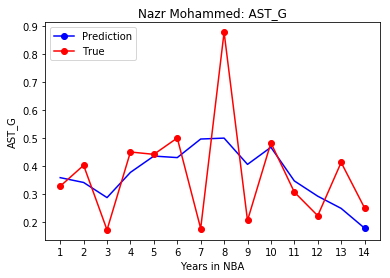 Nazr Mohammed: AST_G
Prediction
True
AST_G
0.9
0.8
0.7
0.6
0.5
0.4
0.3
0.2
1 2 3 4 5 6 7 8 9 10 11 12 13 14
Years in NBA